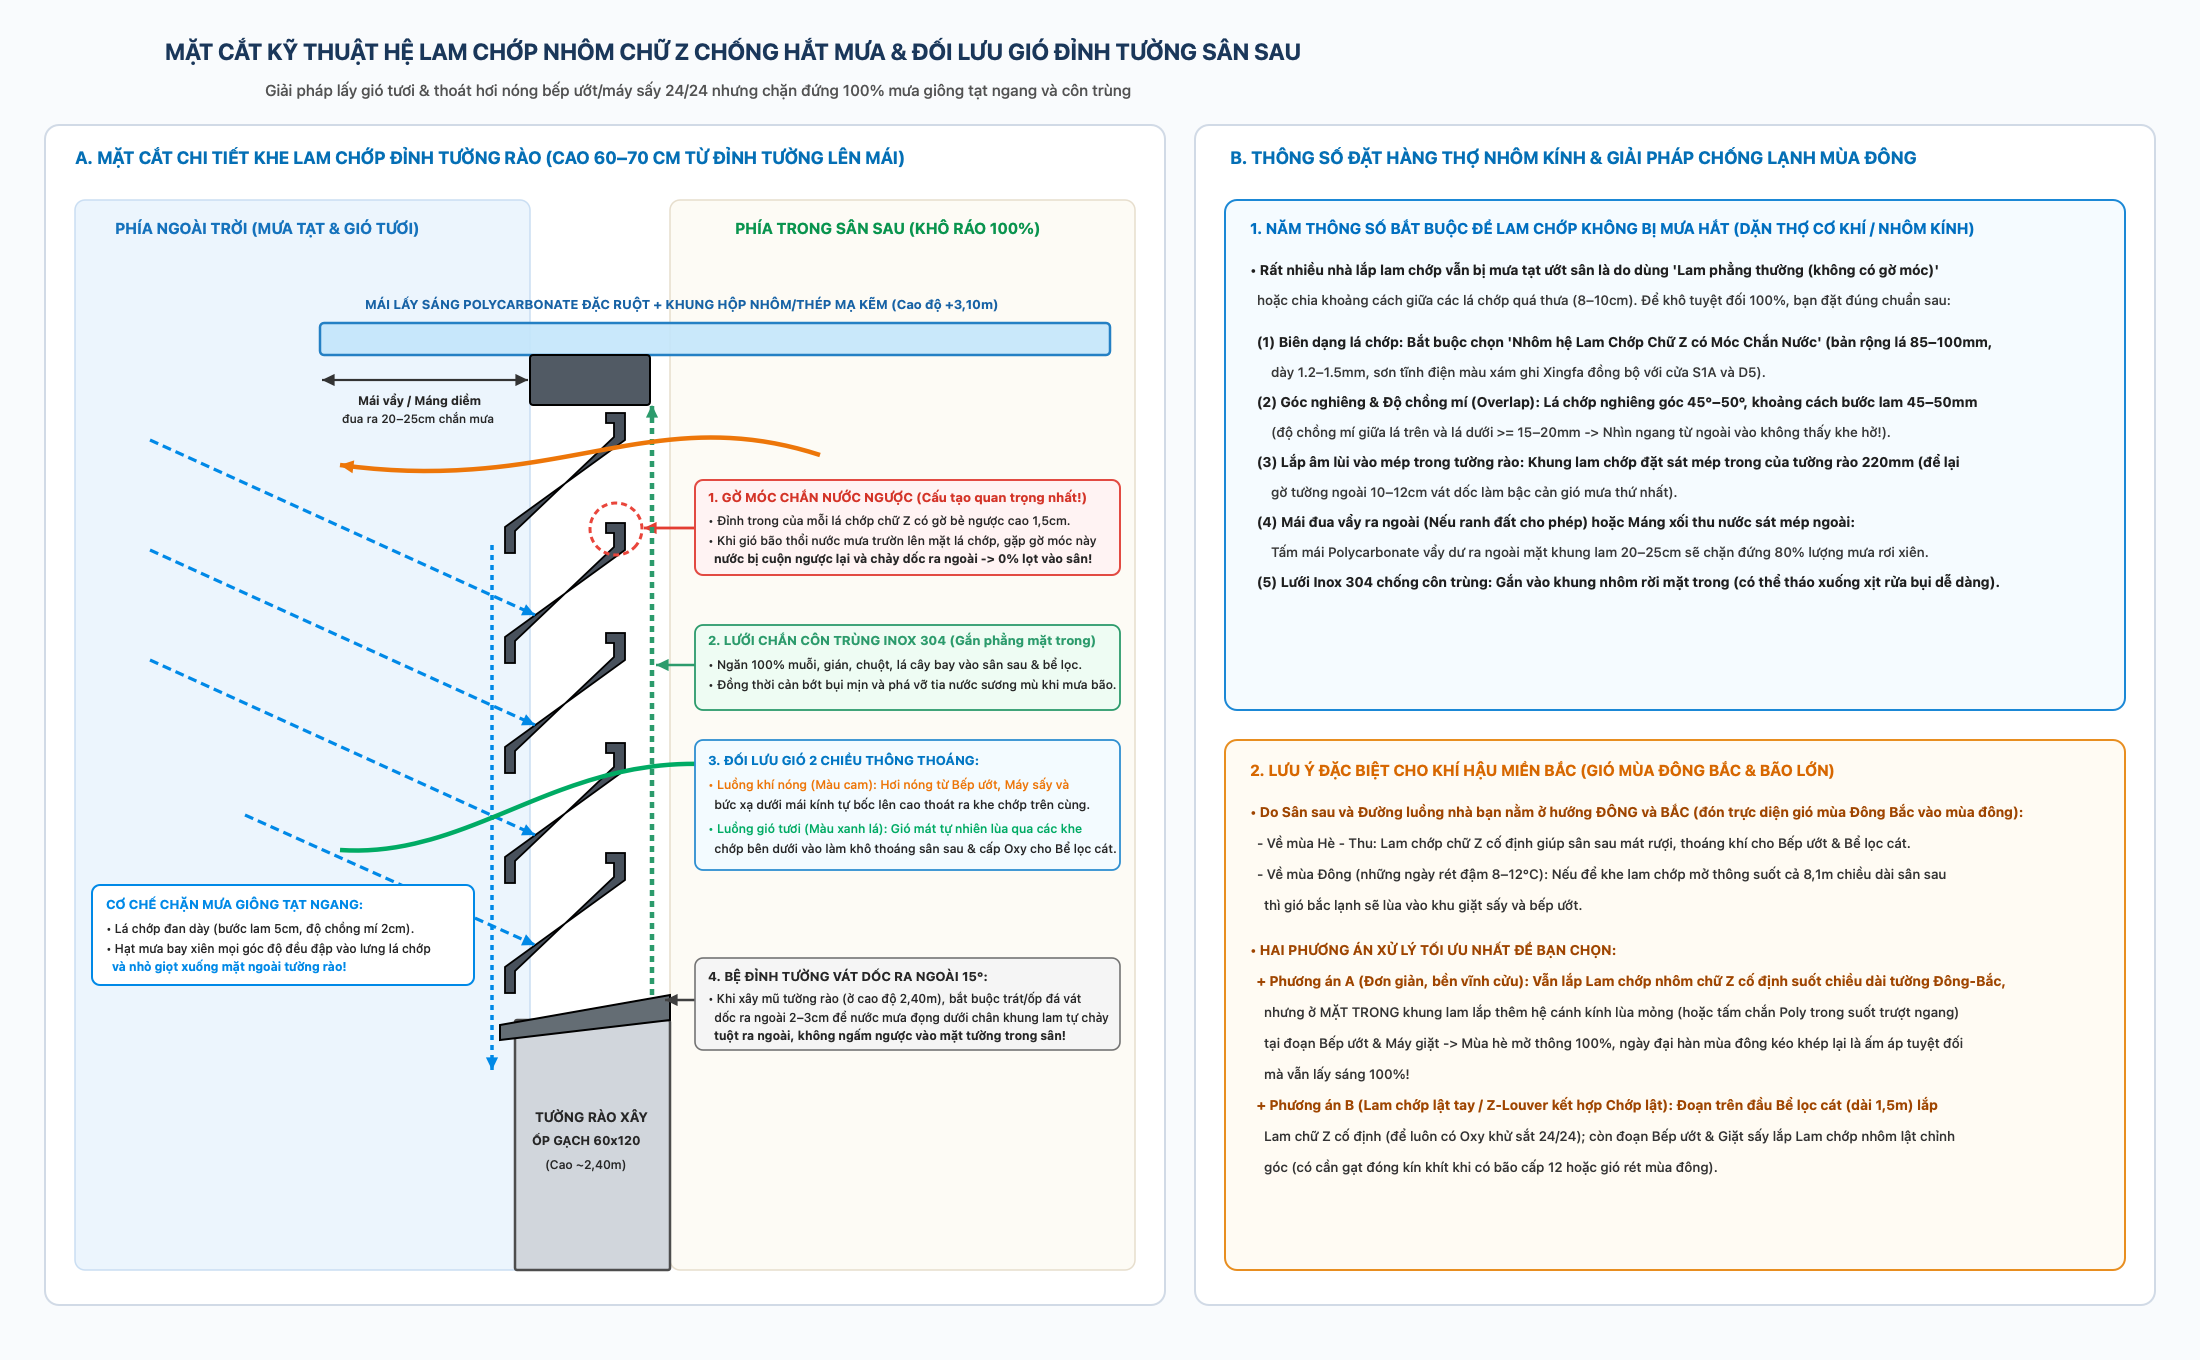 MẶT CẮT KỸ THUẬT HỆ LAM CHỚP NHÔM CHỮ Z CHỐNG HẮT MƯA & ĐỐI LƯU GIÓ ĐỈNH TƯỜNG SÂN SAU
Giải pháp lấy gió tươi & thoát hơi nóng bếp ướt/máy sấy 24/24 nhưng chặn đứng 100% mưa giông tạt ngang và côn trùng
A. MẶT CẮT CHI TIẾT KHE LAM CHỚP ĐỈNH TƯỜNG RÀO (CAO 60–70 CM TỪ ĐỈNH TƯỜNG LÊN MÁI)
PHÍA NGOÀI TRỜI (MƯA TẠT & GIÓ TƯƠI)
PHÍA TRONG SÂN SAU (KHÔ RÁO 100%)
MÁI LẤY SÁNG POLYCARBONATE ĐẶC RUỘT + KHUNG HỘP NHÔM/THÉP MẠ KẼM (Cao độ +3,10m)
Mái vẩy / Máng diềm
đua ra 20–25cm chắn mưa
1. GỜ MÓC CHẮN NƯỚC NGƯỢC (Cấu tạo quan trọng nhất!)
• Đỉnh trong của mỗi lá chớp chữ Z có gờ bẻ ngược cao 1,5cm.
• Khi gió bão thổi nước mưa trườn lên mặt lá chớp, gặp gờ móc này
nước bị cuộn ngược lại và chảy dốc ra ngoài -> 0% lọt vào sân!
2. LƯỚI CHẮN CÔN TRÙNG INOX 304 (Gắn phẳng mặt trong)
• Ngăn 100% muỗi, gián, chuột, lá cây bay vào sân sau & bể lọc.
• Đồng thời cản bớt bụi mịn và phá vỡ tia nước sương mù khi mưa bão.
3. ĐỐI LƯU GIÓ 2 CHIỀU THÔNG THOÁNG:
• Luồng khí nóng (Màu cam): Hơi nóng từ Bếp ướt, Máy sấy và
bức xạ dưới mái kính tự bốc lên cao thoát ra khe chớp trên cùng.
• Luồng gió tươi (Màu xanh lá): Gió mát tự nhiên lùa qua các khe
chớp bên dưới vào làm khô thoáng sân sau & cấp Oxy cho Bể lọc cát.
CƠ CHẾ CHẶN MƯA GIÔNG TẠT NGANG:
• Lá chớp đan dày (bước lam 5cm, độ chồng mí 2cm).
• Hạt mưa bay xiên mọi góc độ đều đập vào lưng lá chớp
và nhỏ giọt xuống mặt ngoài tường rào!
4. BỆ ĐỈNH TƯỜNG VÁT DỐC RA NGOÀI 15°:
• Khi xây mũ tường rào (ở cao độ 2,40m), bắt buộc trát/ốp đá vát
dốc ra ngoài 2–3cm để nước mưa đọng dưới chân khung lam tự chảy
tuột ra ngoài, không ngấm ngược vào mặt tường trong sân!
TƯỜNG RÀO XÂY
ỐP GẠCH 60x120
(Cao ~2,40m)
B. THÔNG SỐ ĐẶT HÀNG THỢ NHÔM KÍNH & GIẢI PHÁP CHỐNG LẠNH MÙA ĐÔNG
1. NĂM THÔNG SỐ BẮT BUỘC ĐỂ LAM CHỚP KHÔNG BỊ MƯA HẮT (DẶN THỢ CƠ KHÍ / NHÔM KÍNH)
• Rất nhiều nhà lắp lam chớp vẫn bị mưa tạt ướt sân là do dùng 'Lam phẳng thường (không có gờ móc)'
hoặc chia khoảng cách giữa các lá chớp quá thưa (8–10cm). Để khô tuyệt đối 100%, bạn đặt đúng chuẩn sau:
(1) Biên dạng lá chớp: Bắt buộc chọn 'Nhôm hệ Lam Chớp Chữ Z có Móc Chắn Nước' (bản rộng lá 85–100mm,
dày 1.2–1.5mm, sơn tĩnh điện màu xám ghi Xingfa đồng bộ với cửa S1A và D5).
(2) Góc nghiêng & Độ chồng mí (Overlap): Lá chớp nghiêng góc 45°–50°, khoảng cách bước lam 45–50mm
(độ chồng mí giữa lá trên và lá dưới >= 15–20mm -> Nhìn ngang từ ngoài vào không thấy khe hở!).
(3) Lắp âm lùi vào mép trong tường rào: Khung lam chớp đặt sát mép trong của tường rào 220mm (để lại
gờ tường ngoài 10–12cm vát dốc làm bậc cản gió mưa thứ nhất).
(4) Mái đua vẩy ra ngoài (Nếu ranh đất cho phép) hoặc Máng xối thu nước sát mép ngoài:
Tấm mái Polycarbonate vẩy dư ra ngoài mặt khung lam 20–25cm sẽ chặn đứng 80% lượng mưa rơi xiên.
(5) Lưới Inox 304 chống côn trùng: Gắn vào khung nhôm rời mặt trong (có thể tháo xuống xịt rửa bụi dễ dàng).
2. LƯU Ý ĐẶC BIỆT CHO KHÍ HẬU MIỀN BẮC (GIÓ MÙA ĐÔNG BẮC & BÃO LỚN)
• Do Sân sau và Đường luồng nhà bạn nằm ở hướng ĐÔNG và BẮC (đón trực diện gió mùa Đông Bắc vào mùa đông):
- Về mùa Hè - Thu: Lam chớp chữ Z cố định giúp sân sau mát rượi, thoáng khí cho Bếp ướt & Bể lọc cát.
- Về mùa Đông (những ngày rét đậm 8–12°C): Nếu để khe lam chớp mở thông suốt cả 8,1m chiều dài sân sau
thì gió bấc lạnh sẽ lùa vào khu giặt sấy và bếp ướt.
• HAI PHƯƠNG ÁN XỬ LÝ TỐI ƯU NHẤT ĐỂ BẠN CHỌN:
+ Phương án A (Đơn giản, bền vĩnh cửu): Vẫn lắp Lam chớp nhôm chữ Z cố định suốt chiều dài tường Đông-Bắc,
nhưng ở MẶT TRONG khung lam lắp thêm hệ cánh kính lùa mỏng (hoặc tấm chắn Poly trong suốt trượt ngang)
tại đoạn Bếp ướt & Máy giặt -> Mùa hè mở thông 100%, ngày đại hàn mùa đông kéo khép lại là ấm áp tuyệt đối
mà vẫn lấy sáng 100%!
+ Phương án B (Lam chớp lật tay / Z-Louver kết hợp Chớp lật): Đoạn trên đầu Bể lọc cát (dài 1,5m) lắp
Lam chữ Z cố định (để luôn có Oxy khử sắt 24/24); còn đoạn Bếp ướt & Giặt sấy lắp Lam chớp nhôm lật chỉnh
góc (có cần gạt đóng kín khít khi có bão cấp 12 hoặc gió rét mùa đông).